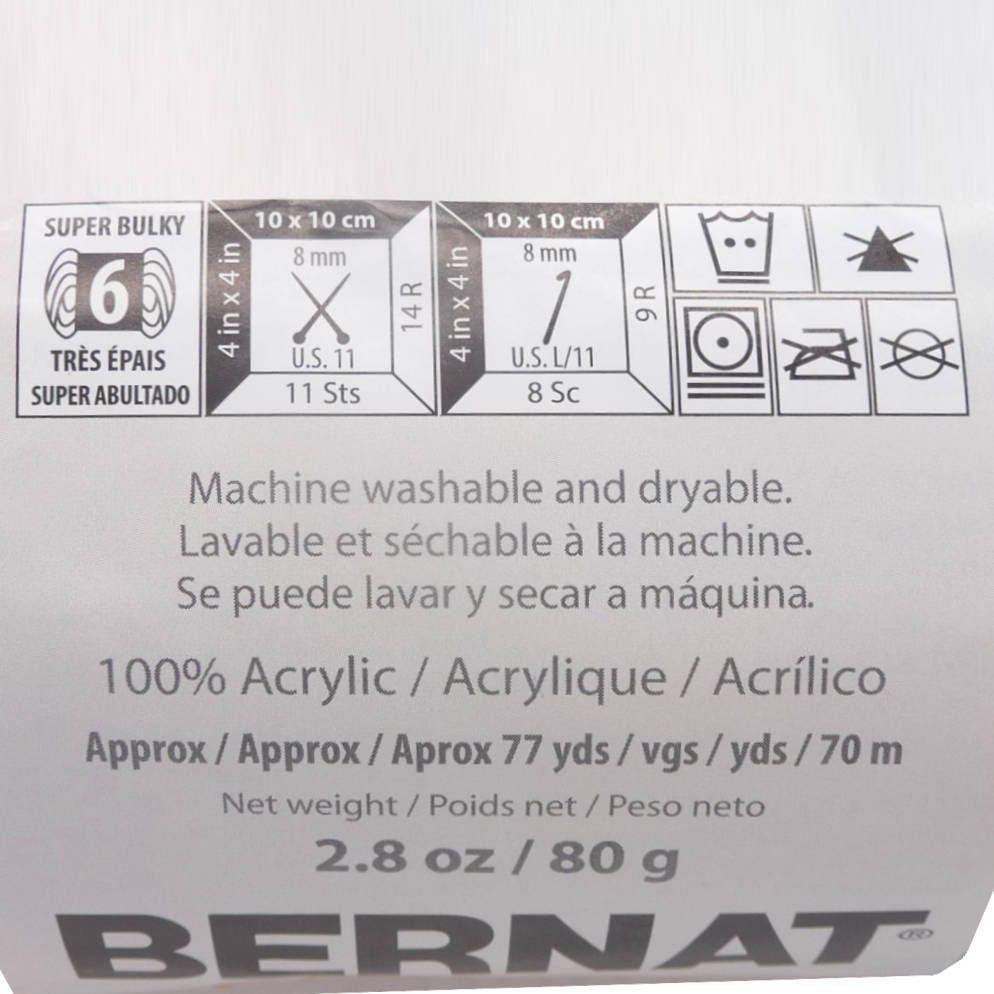 SUPER BULKY
6
TRÈS ÉPAIS
SUPER ABULTADO
10 x 10 cm
4 in x 4 in
8 mm
14 R
U.S. 11
11 Sts
10 x 10 cm
4 in x 4 in
8 mm
9 R
U.S. L/11
8 Sc
Machine washable and dryable.
Lavable et séchable à la machine.
Se puede lavar y secar a máquina.
100% Acrylic / Acrylique / Acrílico
Approx / Approx / Aprox 77 yds / vgs / yds / 70 m
Net weight / Poids net / Peso neto
2.8 oz / 80 g
BERNAT®